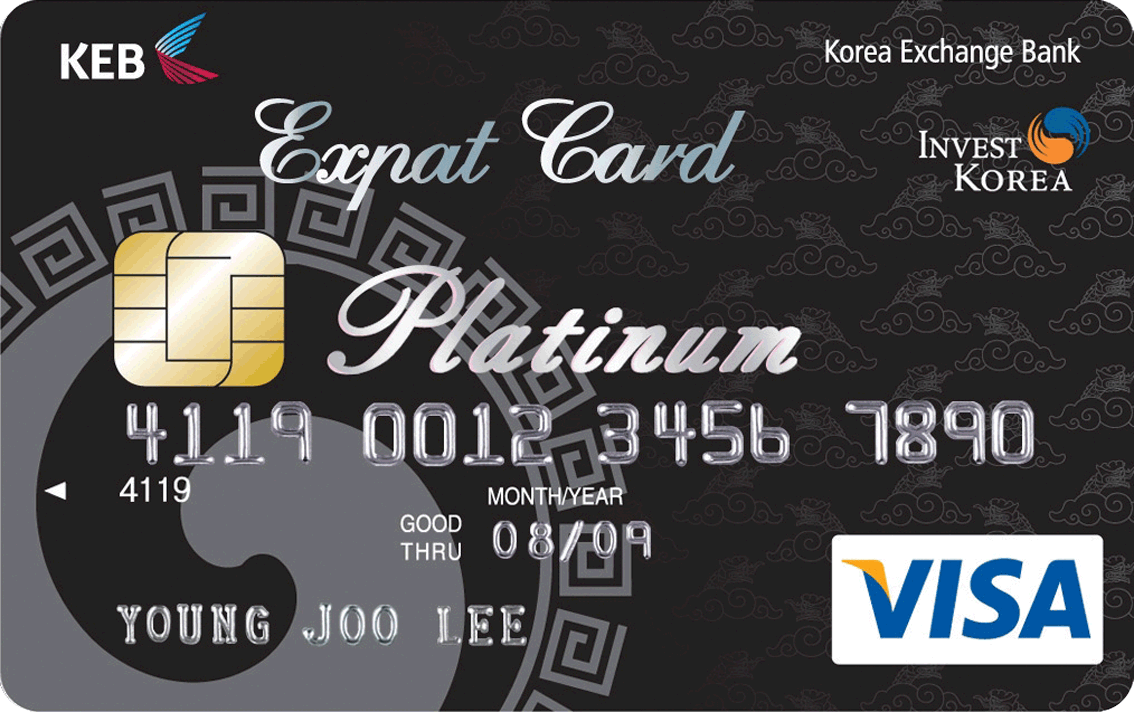 KEB
Korea Exchange Bank
Expat Card
INVEST
KOREA
Platinum
4119 0012 3456 7890
4119
MONTH/YEAR
GOOD
THRU
08/09
YOUNG JOO LEE
VISA